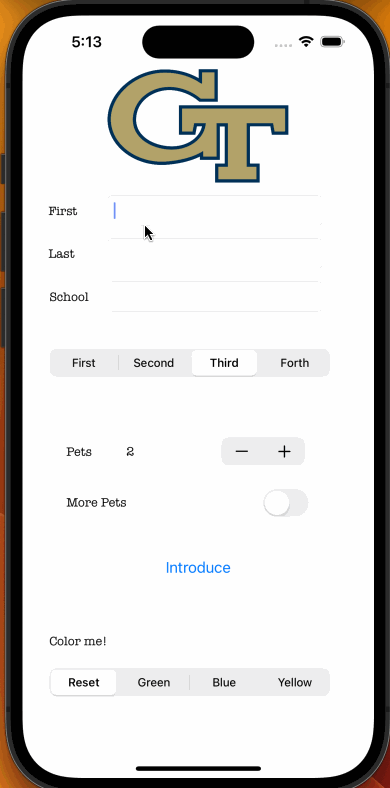 5:13
GT
First
Last
School
First Second Third Forth
Pets 2
More Pets
Introduce
Color me!
Reset Green Blue Yellow